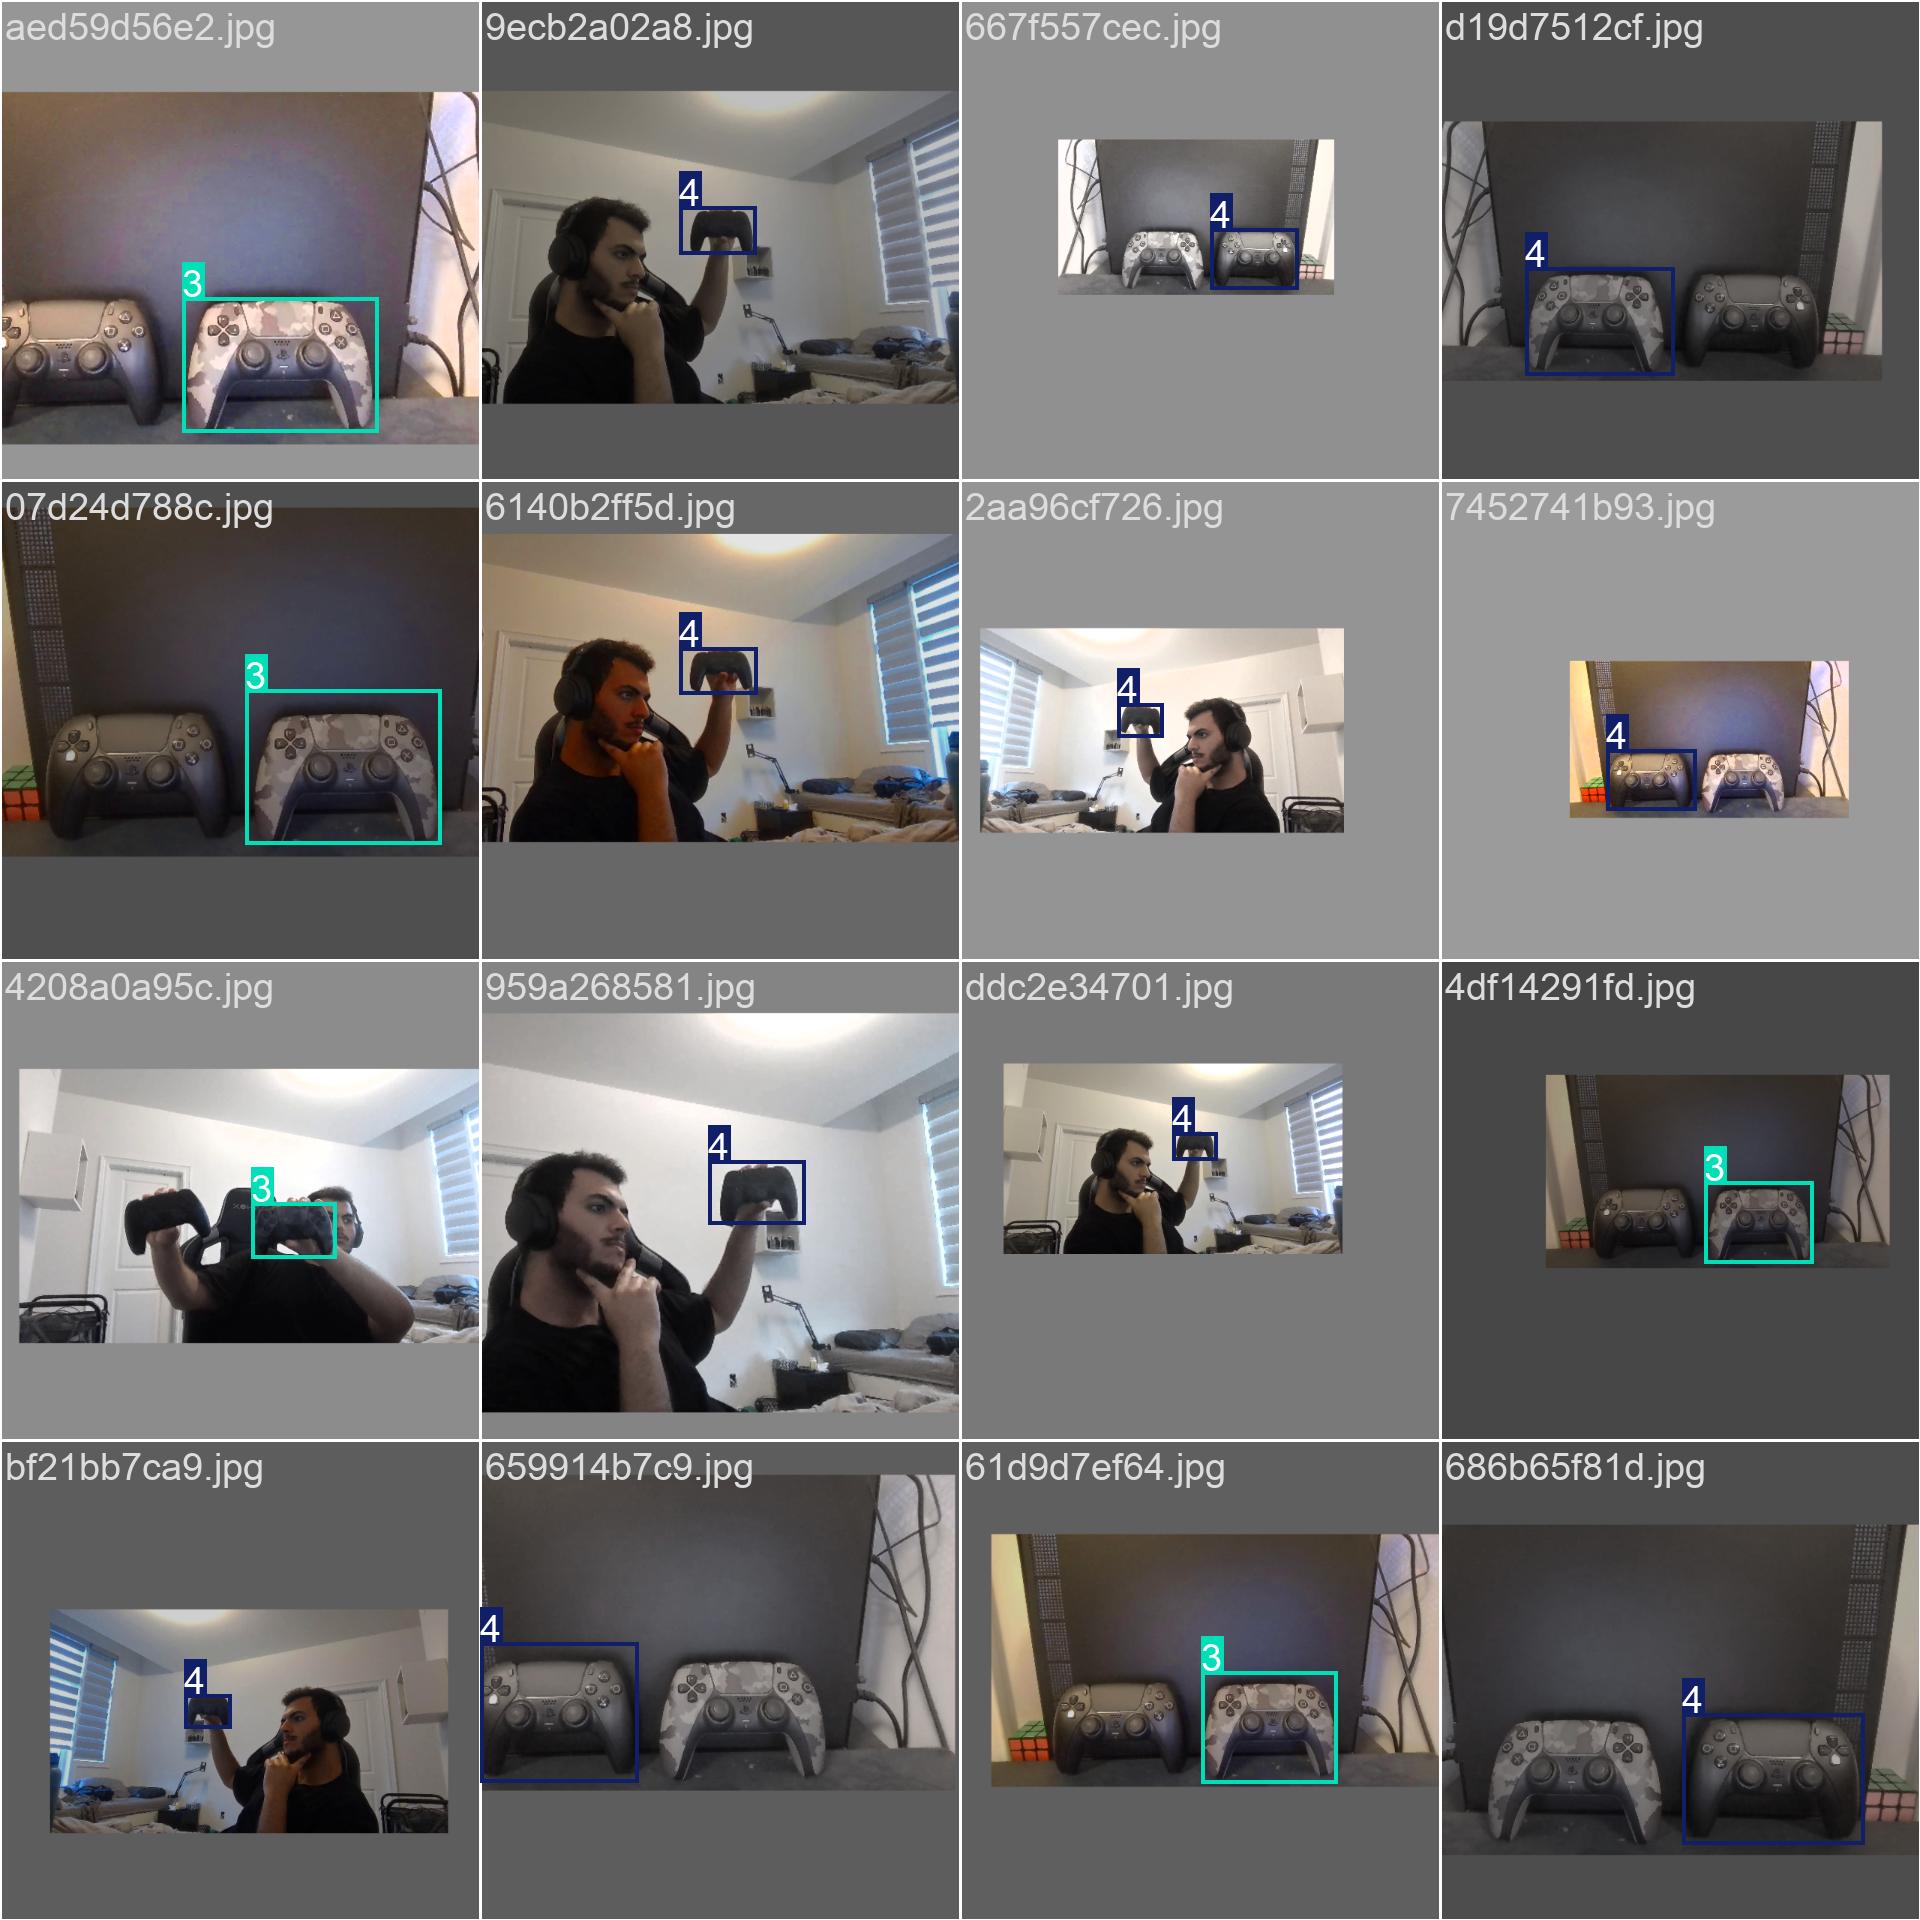 aed59d56e2.jpg
9ecb2a02a8.jpg
667f557cec.jpg
d19d7512cf.jpg
3
4
4
4
07d24d788c.jpg
6140b2ff5d.jpg
2aa96cf726.jpg
7452741b93.jpg
3
4
4
4
4208a0a95c.jpg
959a268581.jpg
ddc2e34701.jpg
4df14291fd.jpg
3
4
4
3
bf21bb7ca9.jpg
659914b7c9.jpg
61d9d7ef64.jpg
686b65f81d.jpg
4
4
3
4